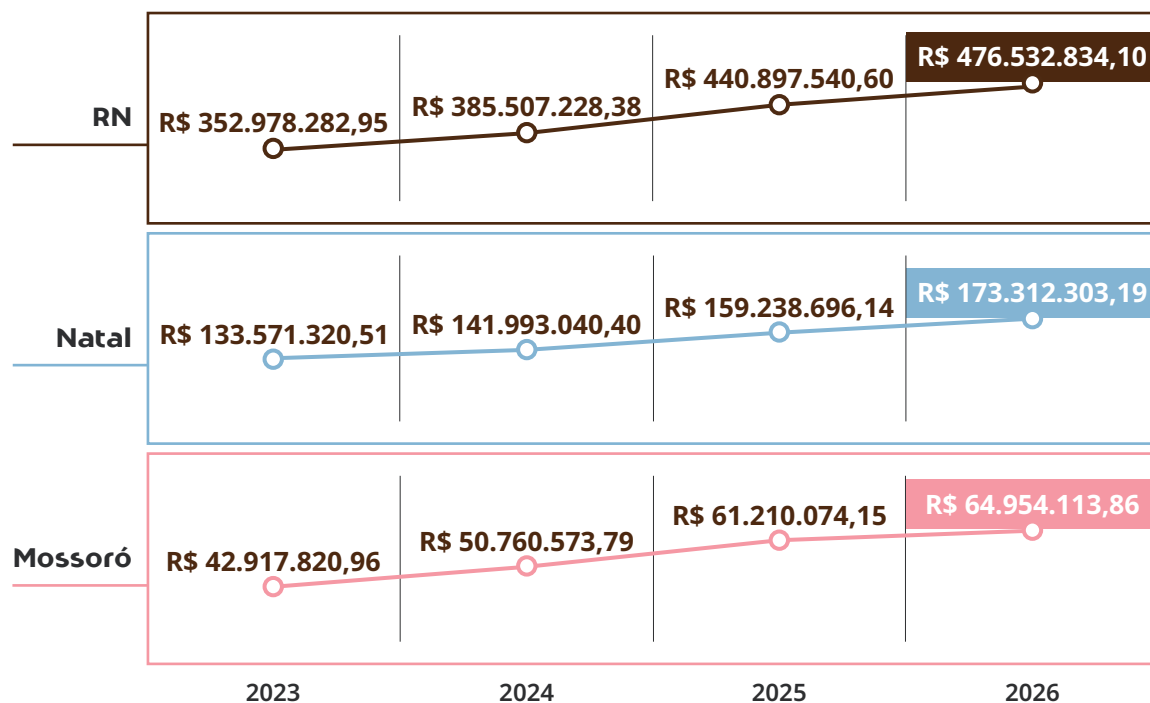 RN
R$ 352.978.282,95
R$ 385.507.228,38
R$ 440.897.540,60
R$ 476.532.834,10
Natal
R$ 133.571.320,51
R$ 141.993.040,40
R$ 159.238.696,14
R$ 173.312.303,19
Mossoró
R$ 42.917.820,96
R$ 50.760.573,79
R$ 61.210.074,15
R$ 64.954.113,86
2023 2024 2025 2026